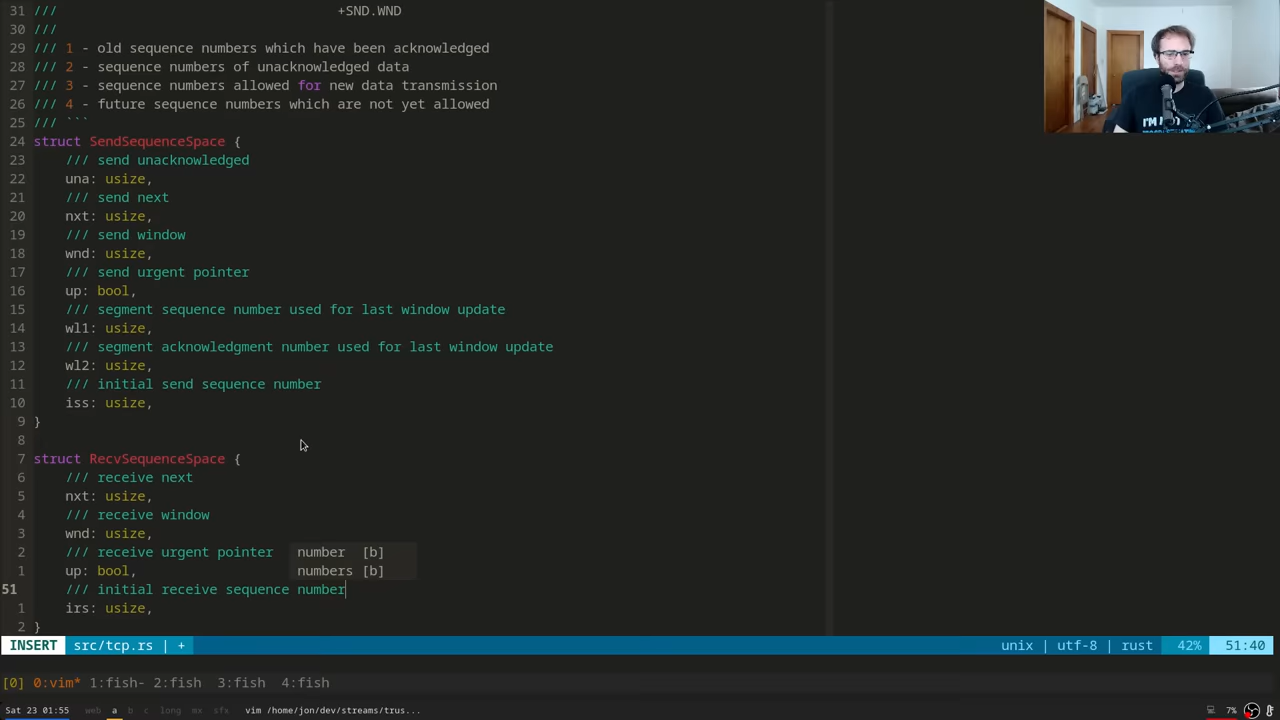 31 ///                                   +SND.WND
30 ///
29 /// 1 - old sequence numbers which have been acknowledged
28 /// 2 - sequence numbers of unacknowledged data
27 /// 3 - sequence numbers allowed for new data transmission
26 /// 4 - future sequence numbers which are not yet allowed
25 /// ```
24 struct SendSequenceSpace {
23     /// send unacknowledged
22     una: usize,
21     /// send next
20     nxt: usize,
19     /// send window
18     wnd: usize,
17     /// send urgent pointer
16     up: bool,
15     /// segment sequence number used for last window update
14     wl1: usize,
13     /// segment acknowledgment number used for last window update
12     wl2: usize,
11     /// initial send sequence number
10     iss: usize,
9 }
8
7 struct RecvSequenceSpace {
6     /// receive next
5     nxt: usize,
4     /// receive window
3     wnd: usize,
2     /// receive urgent pointer   number  [b]
1     up: bool,                    numbers [b]
51     /// initial receive sequence number
1     irs: usize,
2 }
INSERT src/tcp.rs | + unix | utf-8 | rust 42% 51:40
[0] 0:vim* 1:fish- 2:fish 3:fish 4:fish
Sat 23 01:55 web a b c long mx sfx vim /home/jon/dev/streams/trus... 7%